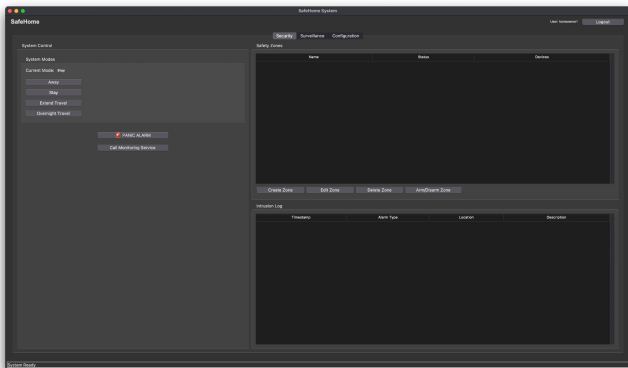 SafeHome System
SafeHome
User: homeowner1
Logout
Security Surveillance Configuration
System Control
System Modes
Current Mode: Stay
Away
Stay
Extend Travel
Overnight Travel
PANIC ALARM
Call Monitoring Service
Safety Zones
Name Status Devices
Create Zone Edit Zone Delete Zone Arm/Disarm Zone
Intrusion Log
Timestamp Alarm Type Location Description
System Ready